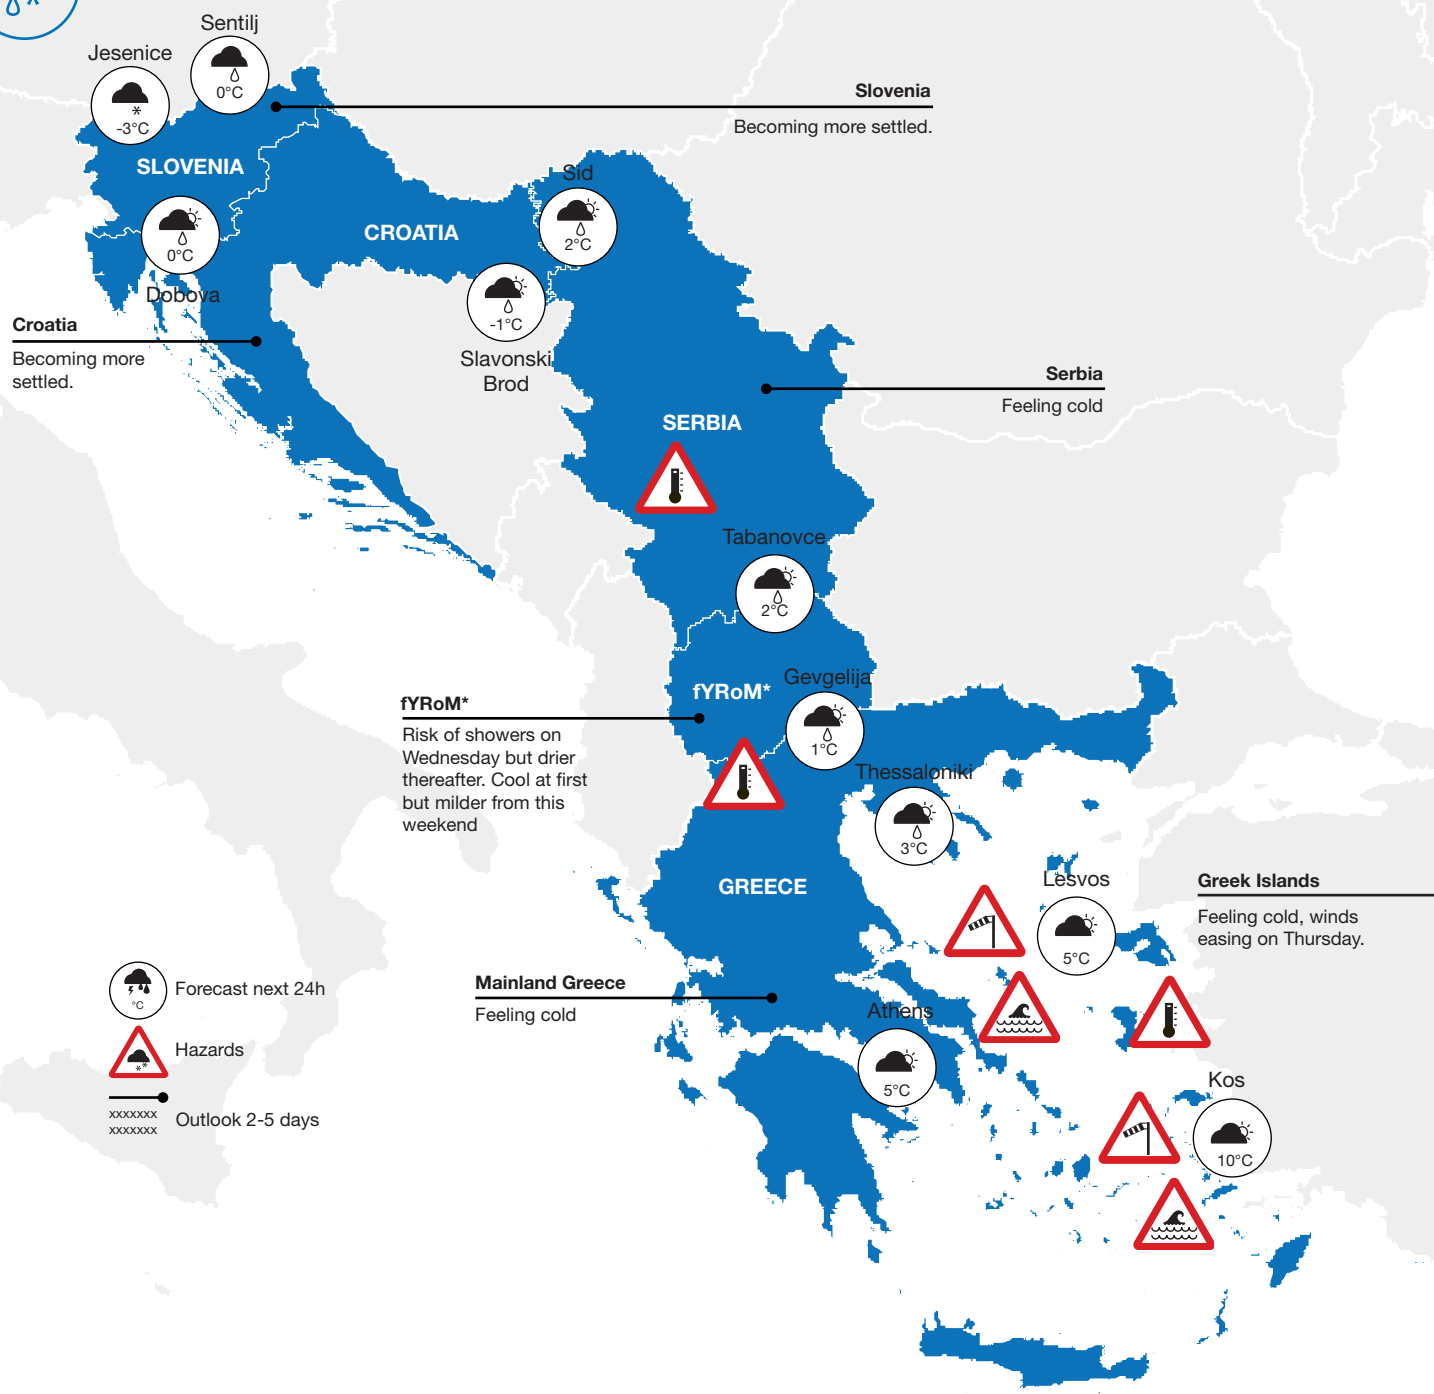 Sentilj
0°C
Jesenice
-3°C
Slovenia
Becoming more settled.
SLOVENIA
Sid
2°C
CROATIA
0°C
Dobova
-1°C
Slavonski
Brod
Croatia
Becoming more
settled.
Serbia
Feeling cold
SERBIA
Tabanovce
2°C
fYRoM*
Gevgelija
1°C
fYRoM*
Risk of showers on
Wednesday but drier
thereafter. Cool at first
but milder from this
weekend
Thessaloniki
3°C
GREECE
Lesvos
5°C
Greek Islands
Feeling cold, winds
easing on Thursday.
Mainland Greece
Feeling cold
Athens
5°C
Kos
10°C
°C
Forecast next 24h
Hazards
xxxxxxx
xxxxxxx
Outlook 2-5 days